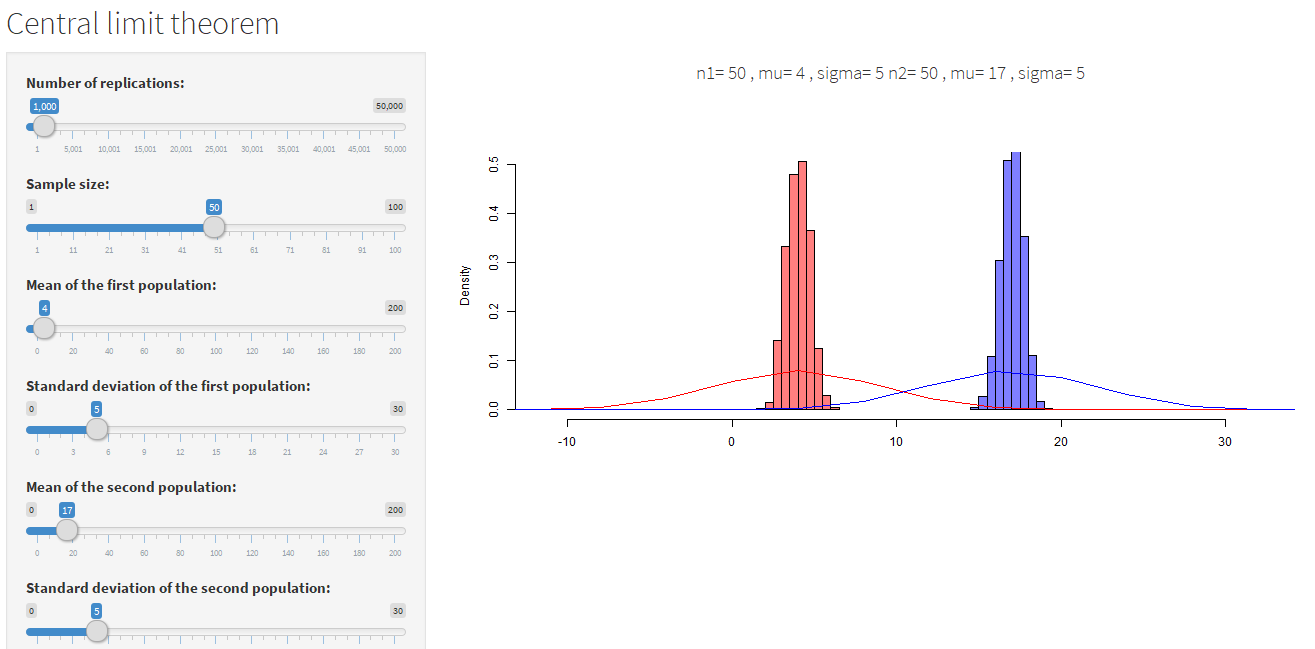 Central limit theorem
Number of replications:
1,000 50,000
1 5,001 10,001 15,001 20,001 25,001 30,001 35,001 40,001 45,001 50,000
Sample size:
1 50 100
1 11 21 31 41 51 61 71 81 91 100
Mean of the first population:
4 200
0 20 40 60 80 100 120 140 160 180 200
Standard deviation of the first population:
0 5 30
0 3 6 9 12 15 18 21 24 27 30
Mean of the second population:
0 17 200
0 20 40 60 80 100 120 140 160 180 200
Standard deviation of the second population:
0 5 30
n1= 50 , mu= 4 , sigma= 5 n2= 50 , mu= 17 , sigma= 5
Density
0.5
0.4
0.3
0.2
0.1
0.0
-10 0 10 20 30